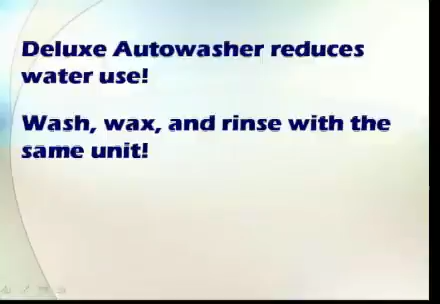 Deluxe Autowasher reduces
water use!
Wash, wax, and rinse with the
same unit!